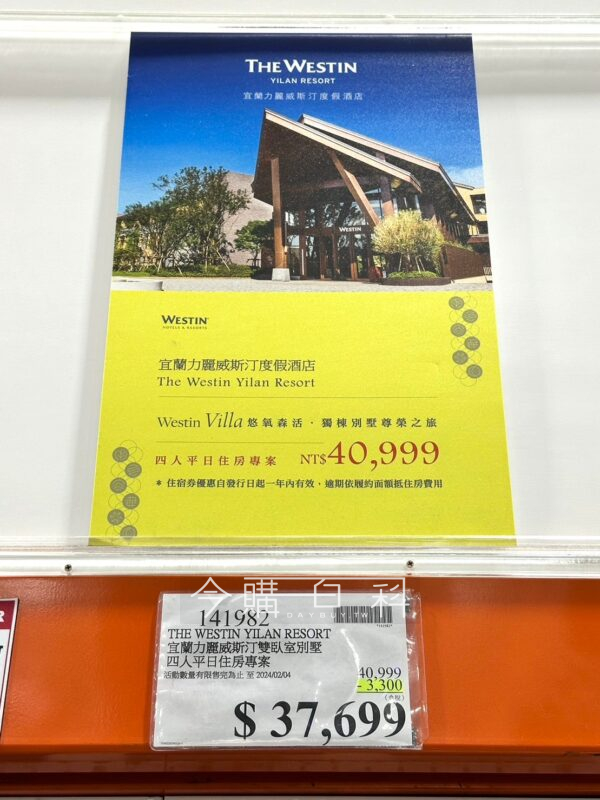 THE WESTIN
YILAN RESORT
宜蘭力麗威斯汀度假酒店
WESTIN
WESTIN
HOTELS & RESORTS
宜蘭力麗威斯汀度假酒店
The Westin Yilan Resort
Westin Villa 悠氧森活・獨棟別墅尊榮之旅
四人平日住房專案 NT$40,999
* 住宿券優惠自發行日起一年內有效，逾期依履約面額抵住房費用
今購百科
141982
THE WESTIN YILAN RESORT
宜蘭力麗威斯汀雙臥室別墅
四人平日住房專案
活動數量有限售完為止 至 2024/02/04
40,999
- 3,300
(含稅)
$ 37,699